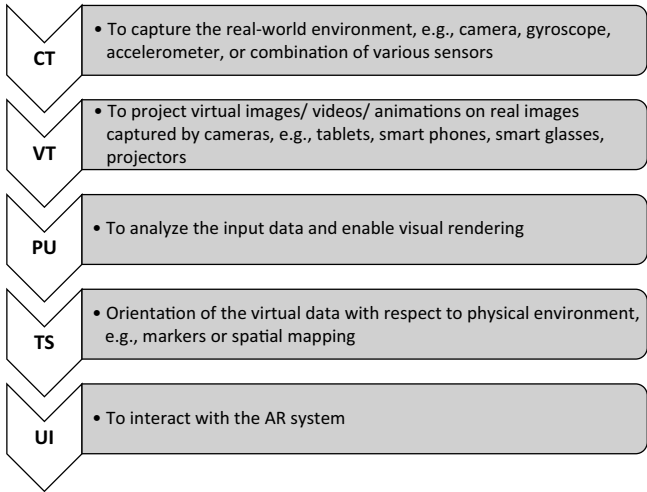 CT
• To capture the real-world environment, e.g., camera, gyroscope,
accelerometer, or combination of various sensors
VT
• To project virtual images/ videos/ animations on real images
captured by cameras, e.g., tablets, smart phones, smart glasses,
projectors
PU
• To analyze the input data and enable visual rendering
TS
• Orientation of the virtual data with respect to physical environment,
e.g., markers or spatial mapping
UI
• To interact with the AR system